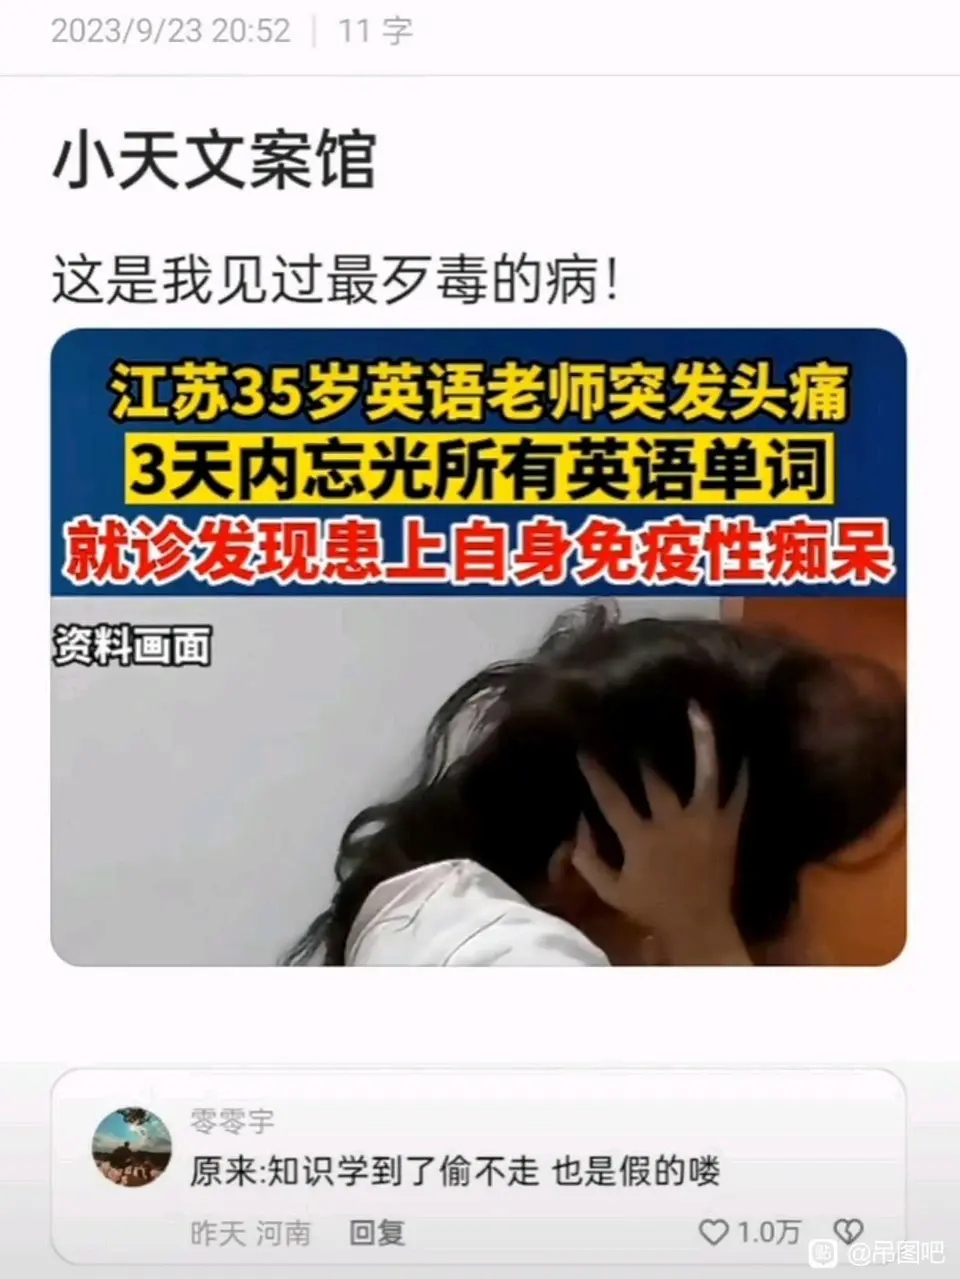 2023/9/23 20:52 | 11 字
小天文案馆
这是我见过最歹毒的病!
江苏35岁英语老师突发头痛
3天内忘光所有英语单词
就诊发现患上自身免疫性痴呆
资料画面
零零宇
原来:知识学到了偷不走 也是假的喽
昨天 河南 回复 1.0万
贴 @吊图吧